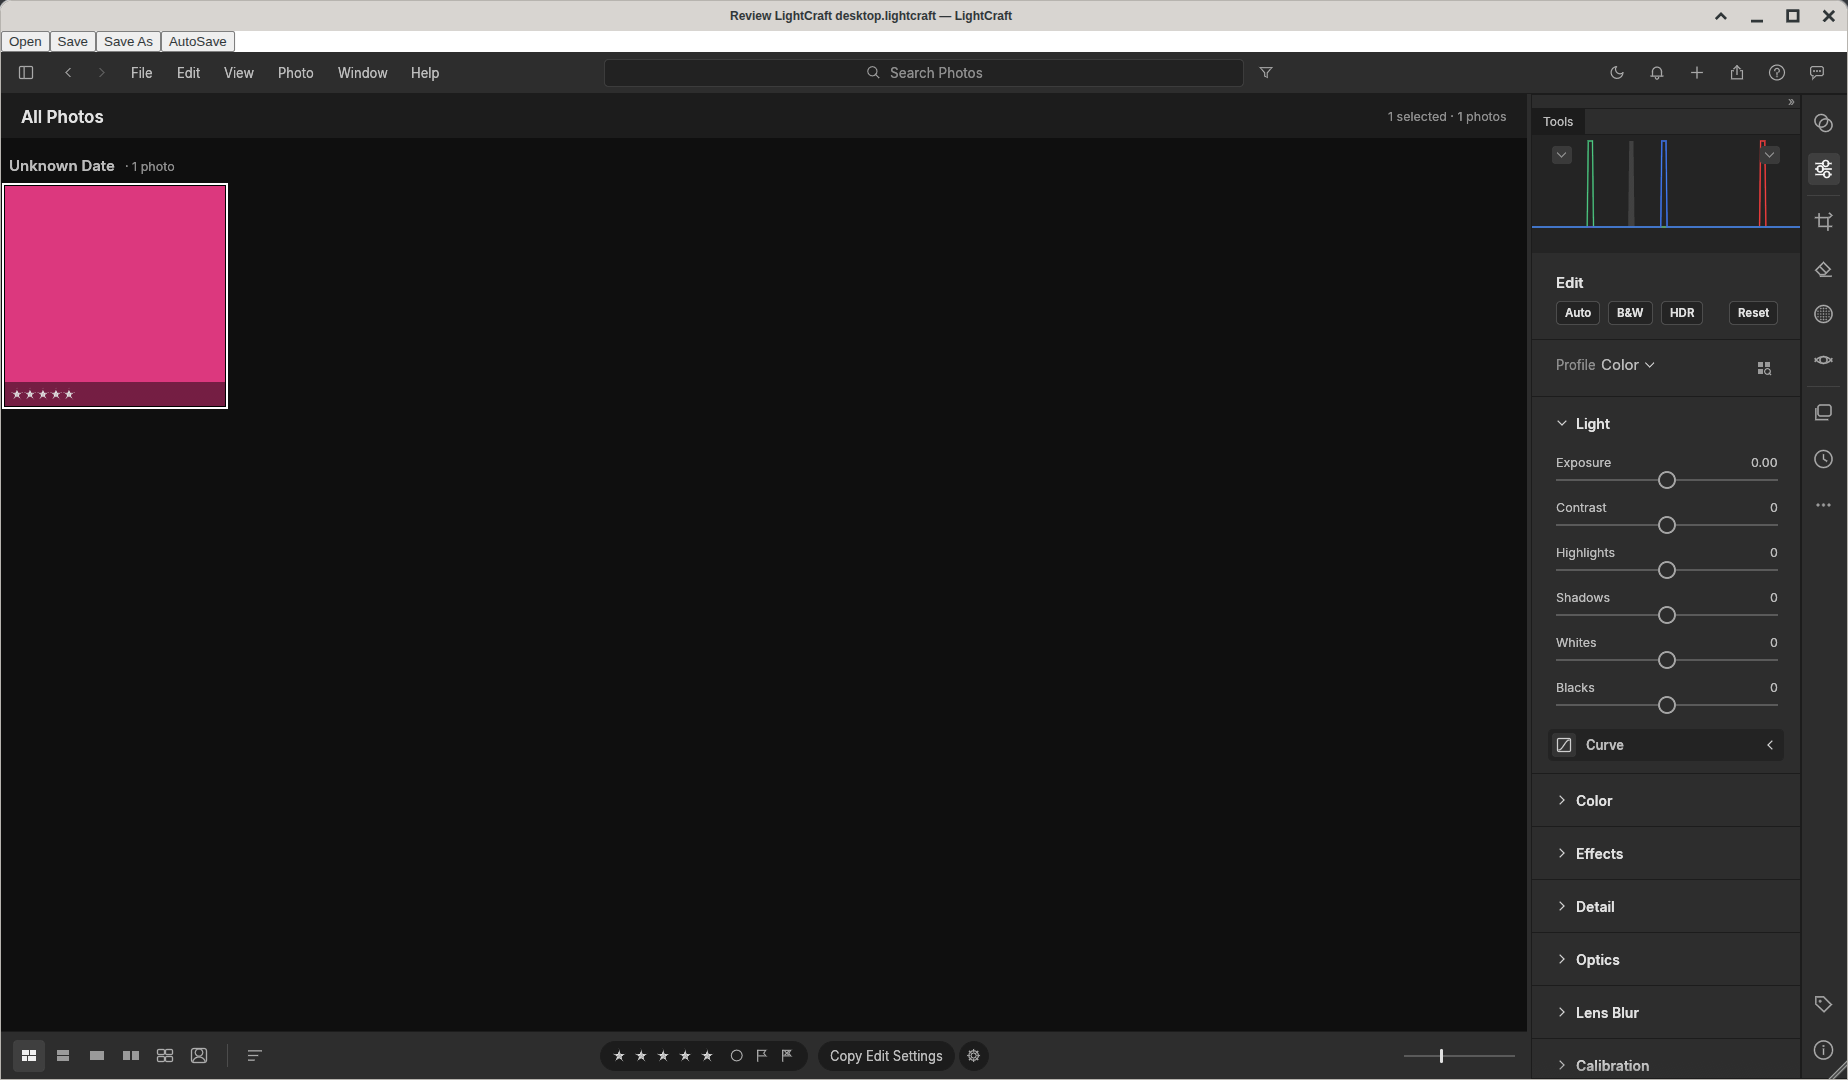 Review LightCraft desktop.lightcraft — LightCraft
Open Save Save As AutoSave
File Edit View Photo Window Help Search Photos
All Photos 1 selected · 1 photos
Tools
Unknown Date · 1 photo
Edit
Auto B&W HDR Reset
Profile Color
Light
Exposure 0.00
Contrast 0
Highlights 0
Shadows 0
Whites 0
Blacks 0
Curve
Color
Effects
Detail
Optics
Lens Blur
Calibration
Copy Edit Settings